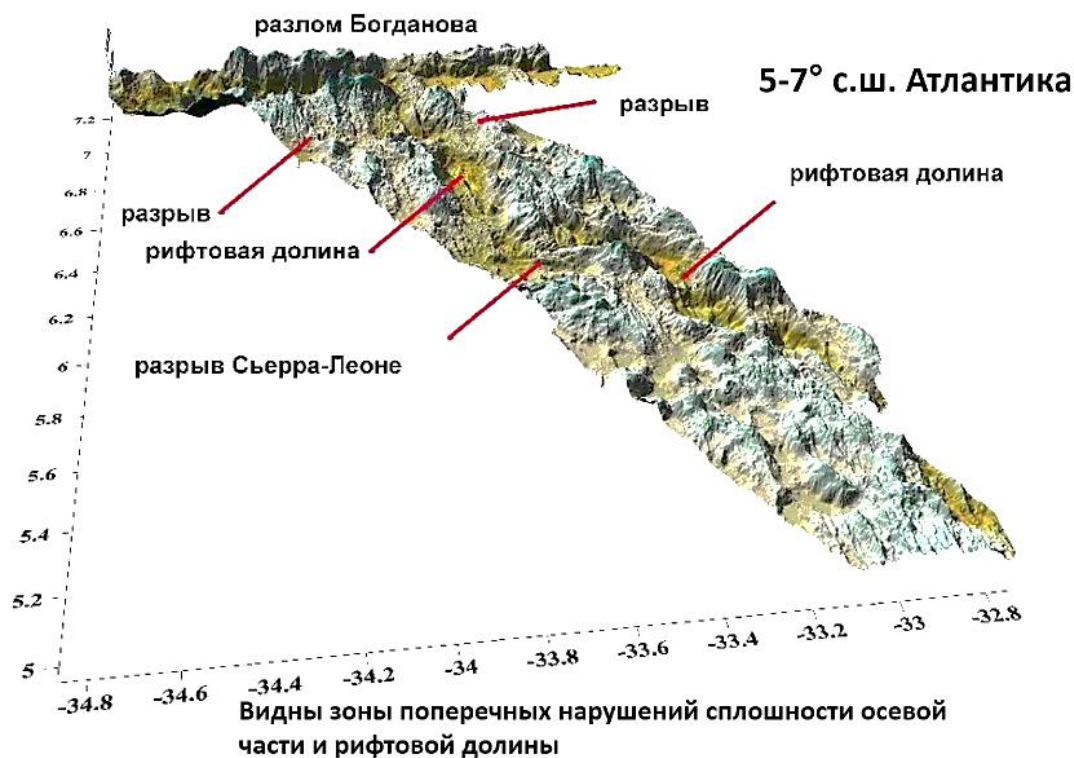 разлом Богданова
5-7° с.ш. Атлантика
разрыв
рифтовая долина
разрыв
рифтовая долина
разрыв Сьерра-Леоне
7.2
7
6.8
6.6
6.4
6.2
6
5.8
5.6
5.4
5.2
5
-34.8
-34.6
-34.4
-34.2
-34
-33.8
-33.6
-33.4
-33.2
-33
-32.8
Видны зоны поперечных нарушений сплошности осевой
части и рифтовой долины